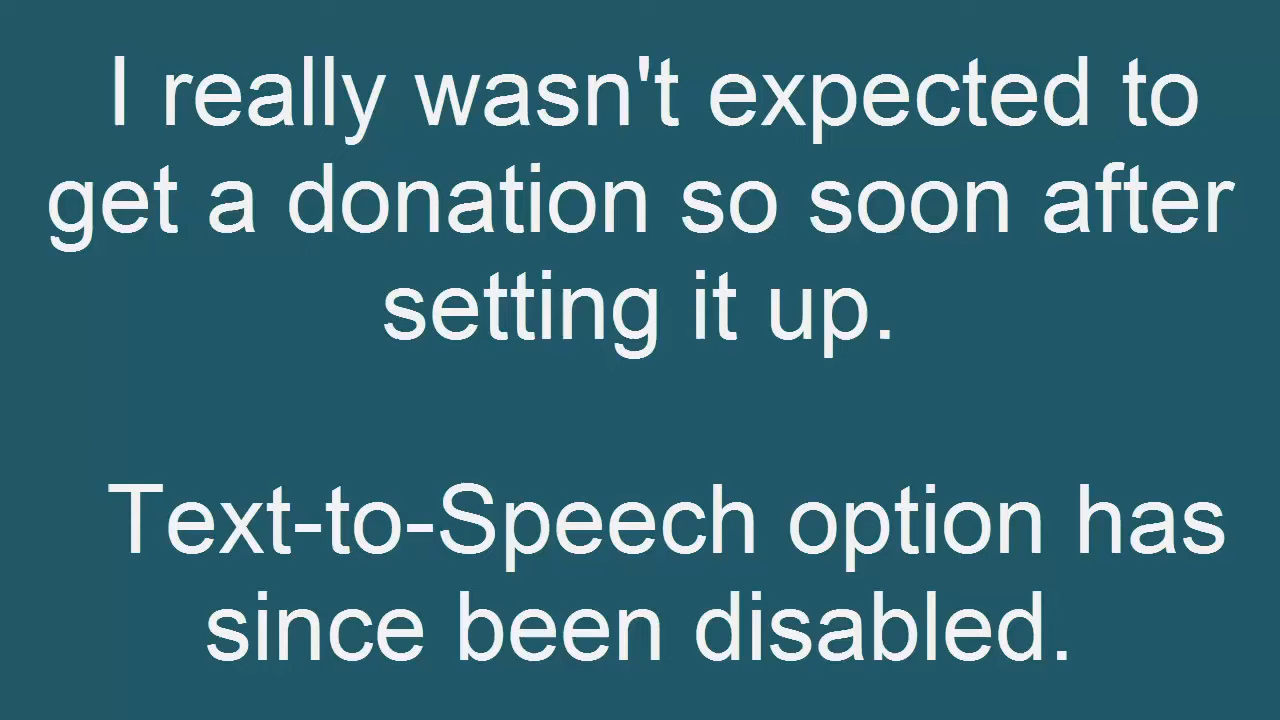 I really wasn't expected to
get a donation so soon after
setting it up.
Text-to-Speech option has
since been disabled.